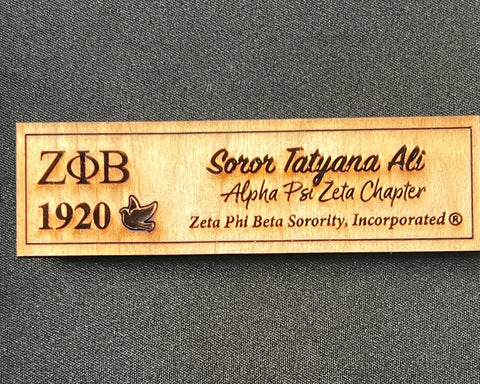 ΖΦΒ
1920
Soror Tatyana Ali
Alpha Psi Zeta Chapter
Zeta Phi Beta Sorority, Incorporated ®